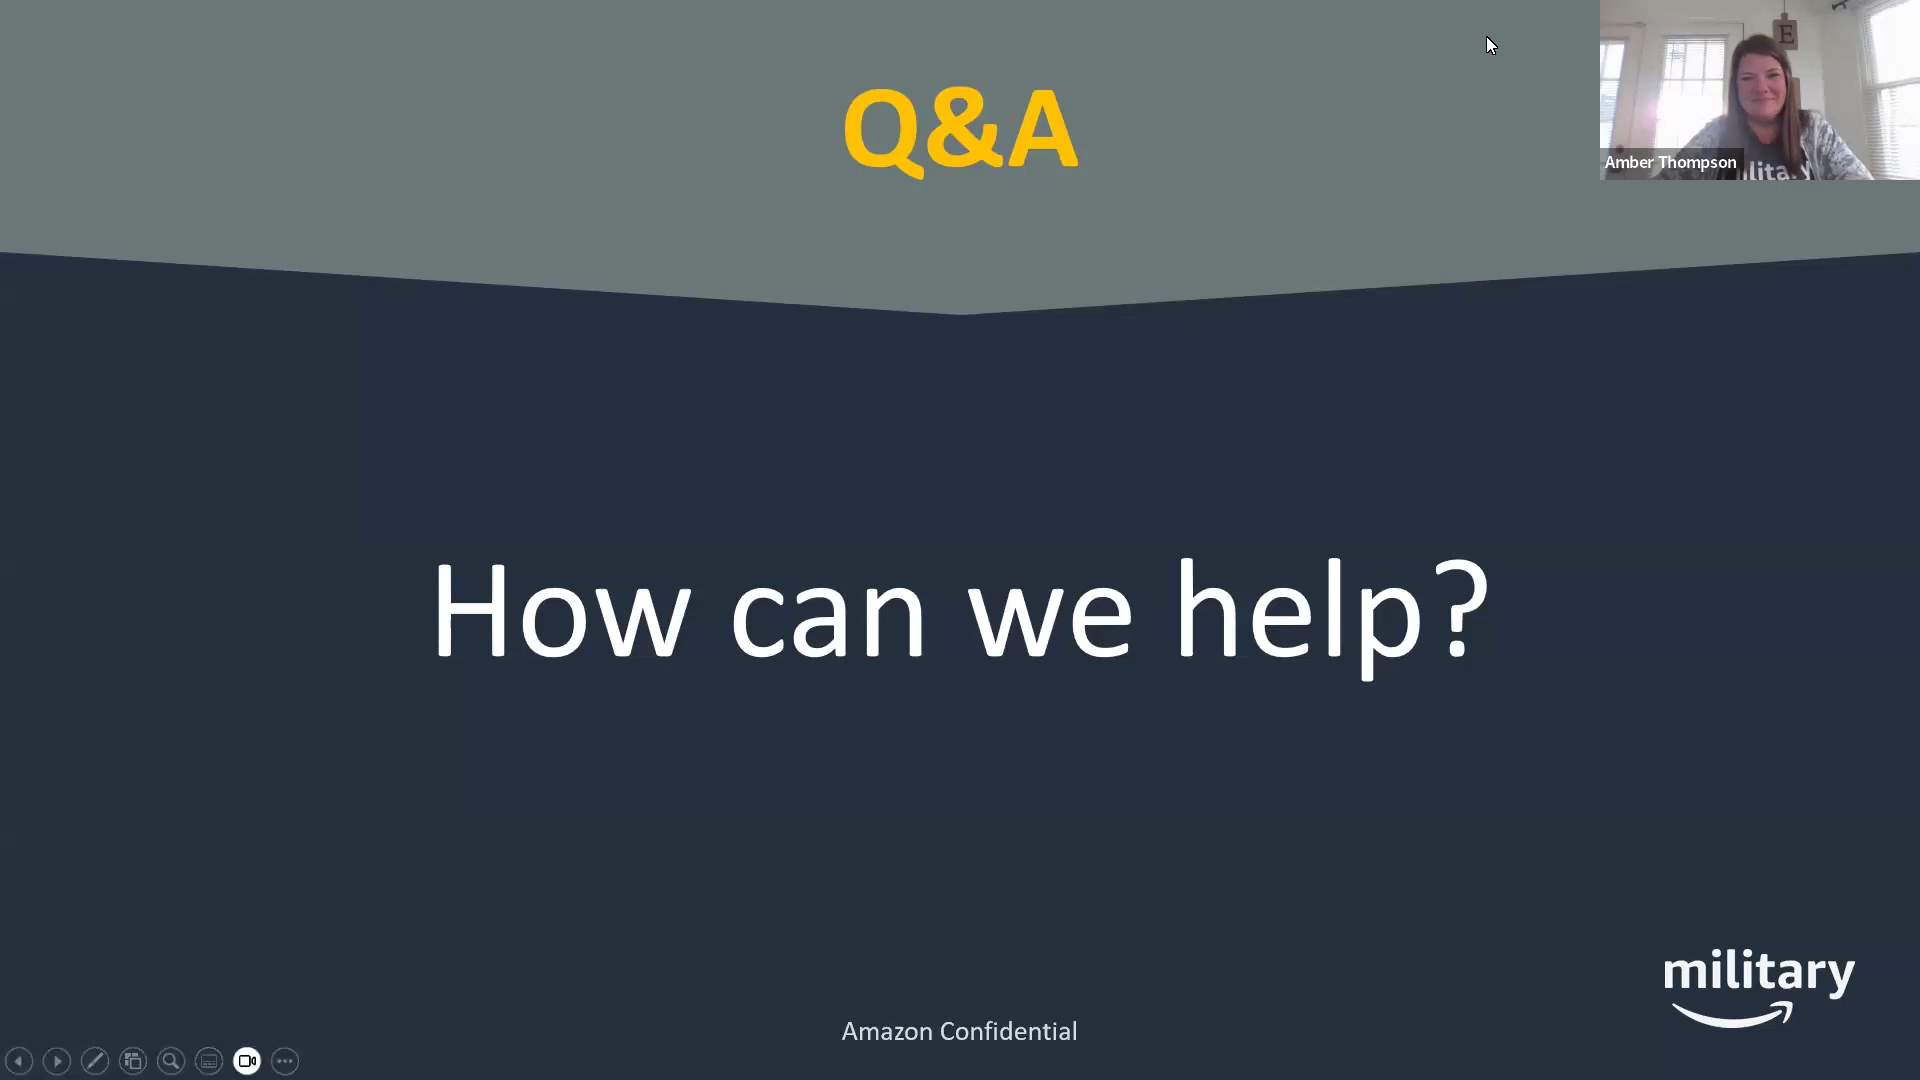 Q&A
E
Amber Thompson
How can we help?
military
Amazon Confidential